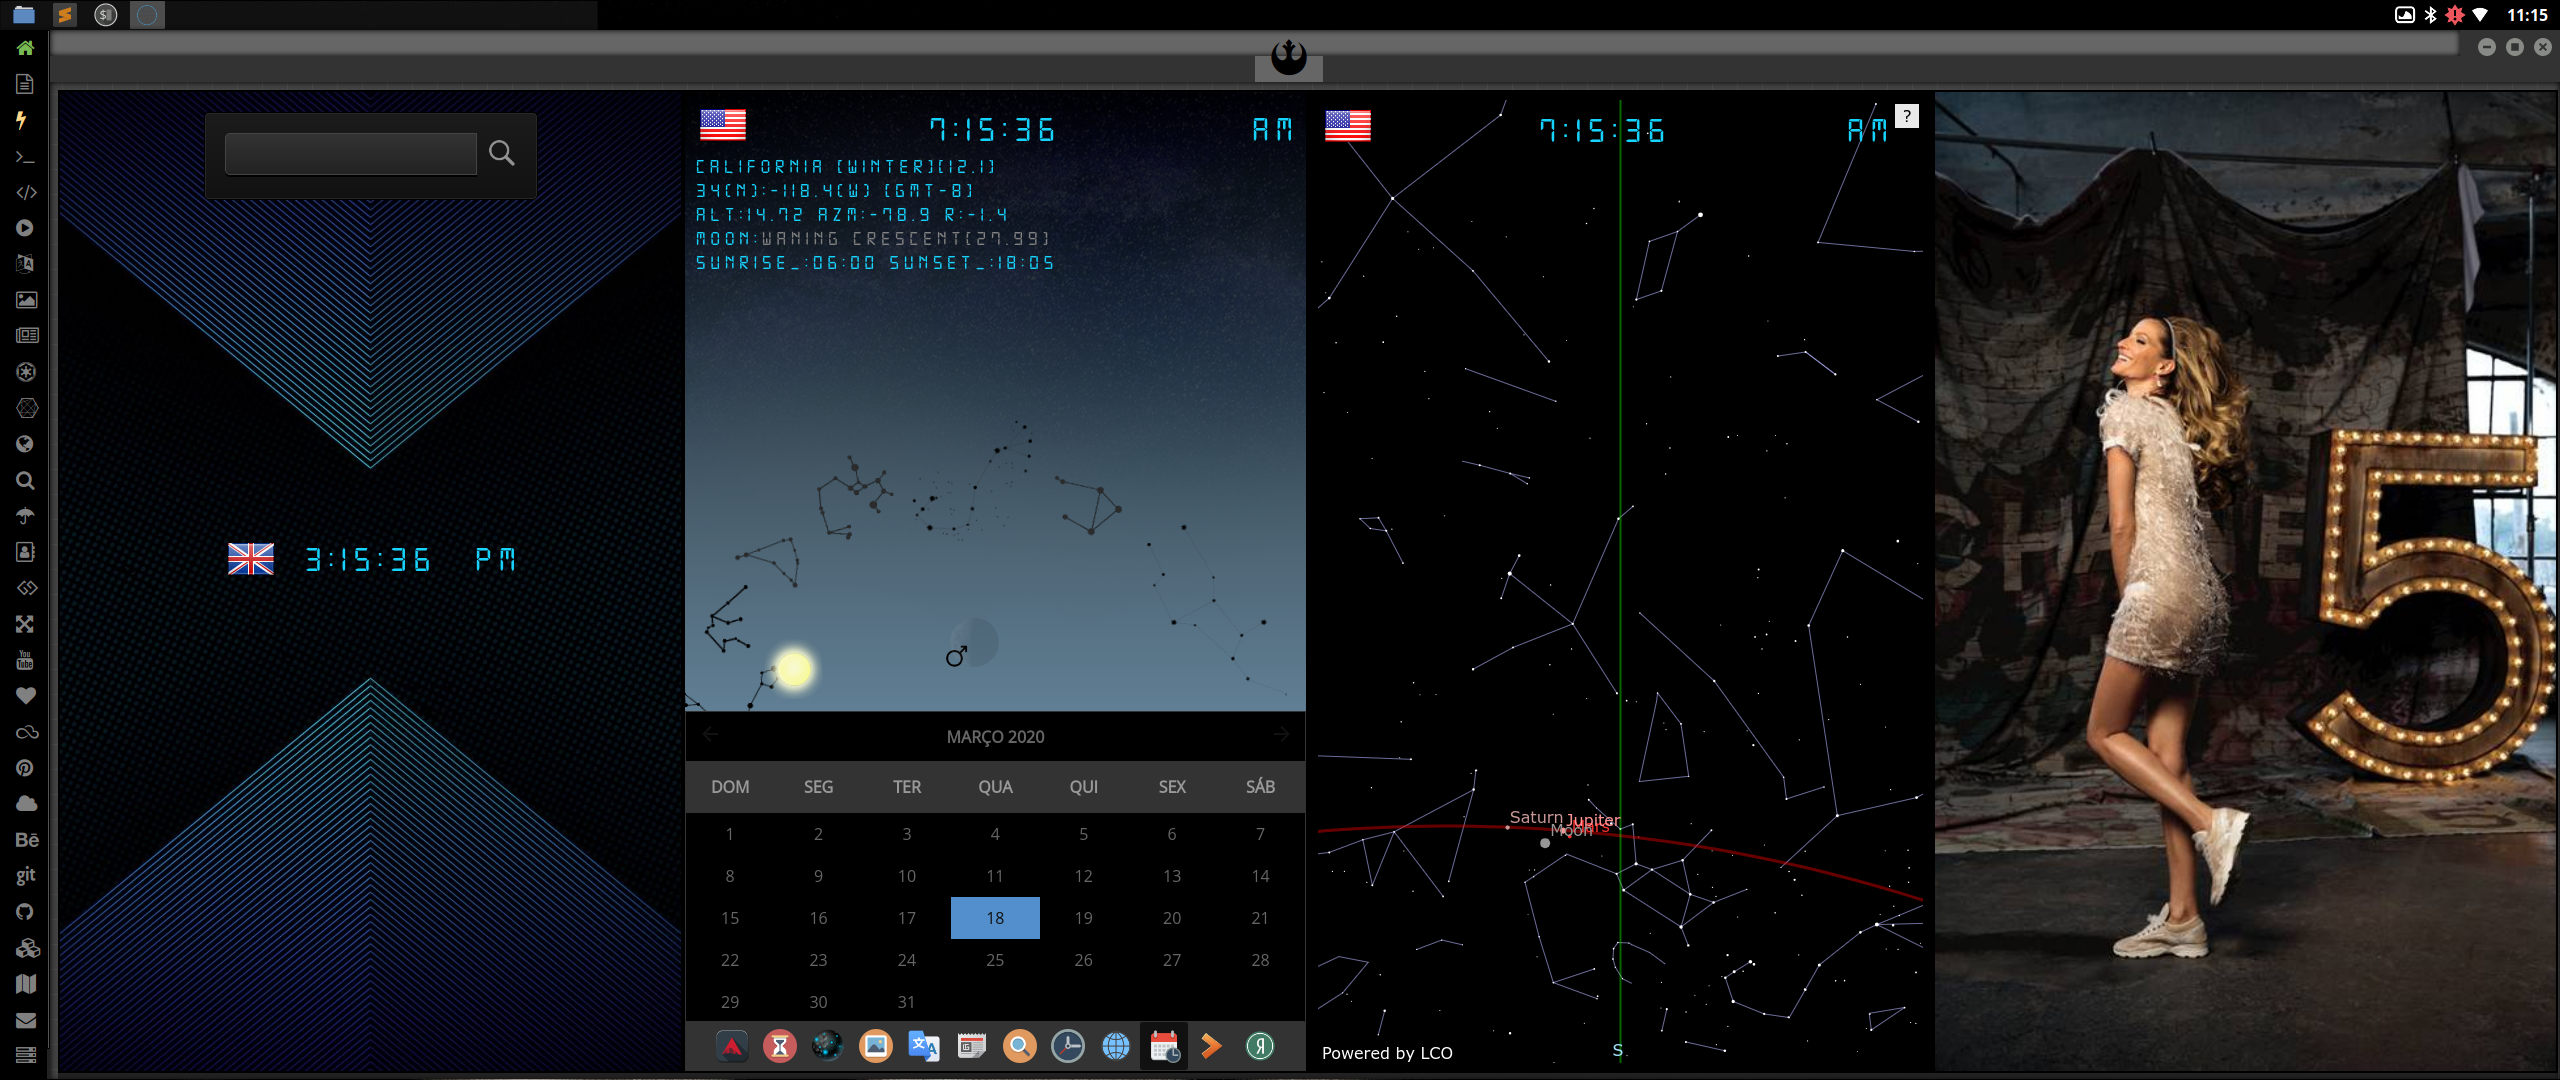 11:15
Bē
git
You
Tube
3:15:36 PM
7:15:36 AM
CALIFORNIA [WINTER][12.1]
34(N):-118.4(W) [GMT-8]
ALT:14.72 AZM:-78.9 R:-1.4
MOON:WANING CRESCENT[27.99]
SUNRISE_:06:00 SUNSET_:18:05
MARÇO 2020
DOM SEG TER QUA QUI SEX SÁB
1 2 3 4 5 6 7
8 9 10 11 12 13 14
15 16 17 18 19 20 21
22 23 24 25 26 27 28
29 30 31
7:15:36 AM
?
Saturn Jupiter
Moon Mars
S
Powered by LCO
5